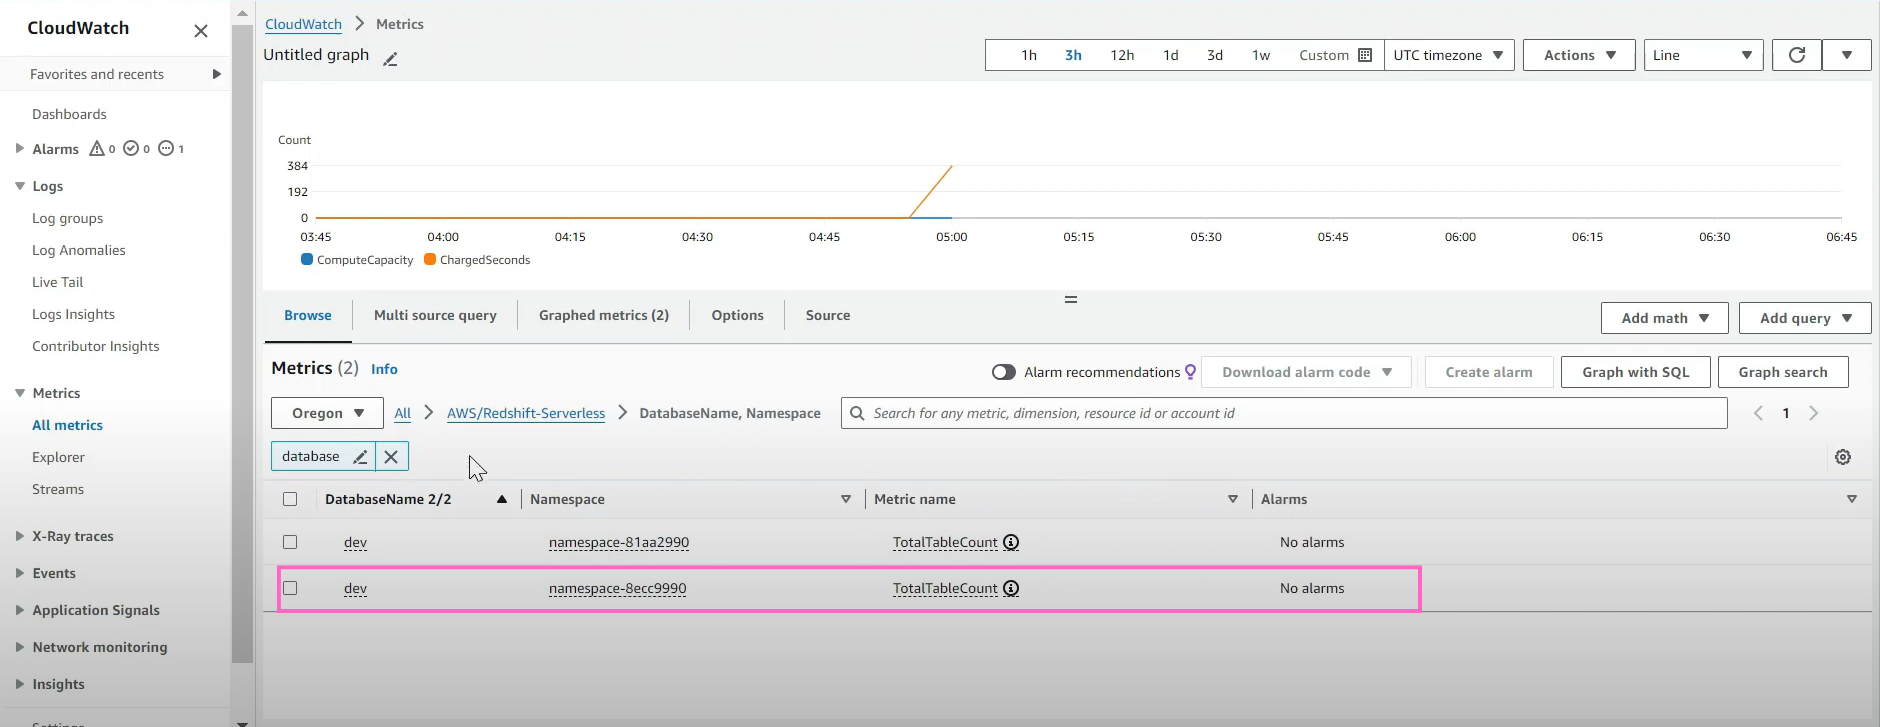 CloudWatch
Favorites and recents
Dashboards
Alarms 0 0 1
Logs
Log groups
Log Anomalies
Live Tail
Logs Insights
Contributor Insights
Metrics
All metrics
Explorer
Streams
X-Ray traces
Events
Application Signals
Network monitoring
Insights
Settings
CloudWatch > Metrics
Untitled graph
1h 3h 12h 1d 3d 1w Custom UTC timezone Actions Line
Count
384
192
0
03:45 04:00 04:15 04:30 04:45 05:00 05:15 05:30 05:45 06:00 06:15 06:30 06:45
ComputeCapacity ChargedSeconds
Browse Multi source query Graphed metrics (2) Options Source Add math Add query
Metrics (2) Info Alarm recommendations Download alarm code Create alarm Graph with SQL Graph search
Oregon All > AWS/Redshift-Serverless > DatabaseName, Namespace Search for any metric, dimension, resource id or account id 1
database
DatabaseName 2/2 Namespace Metric name Alarms
dev namespace-81aa2990 TotalTableCount No alarms
dev namespace-8ecc9990 TotalTableCount No alarms